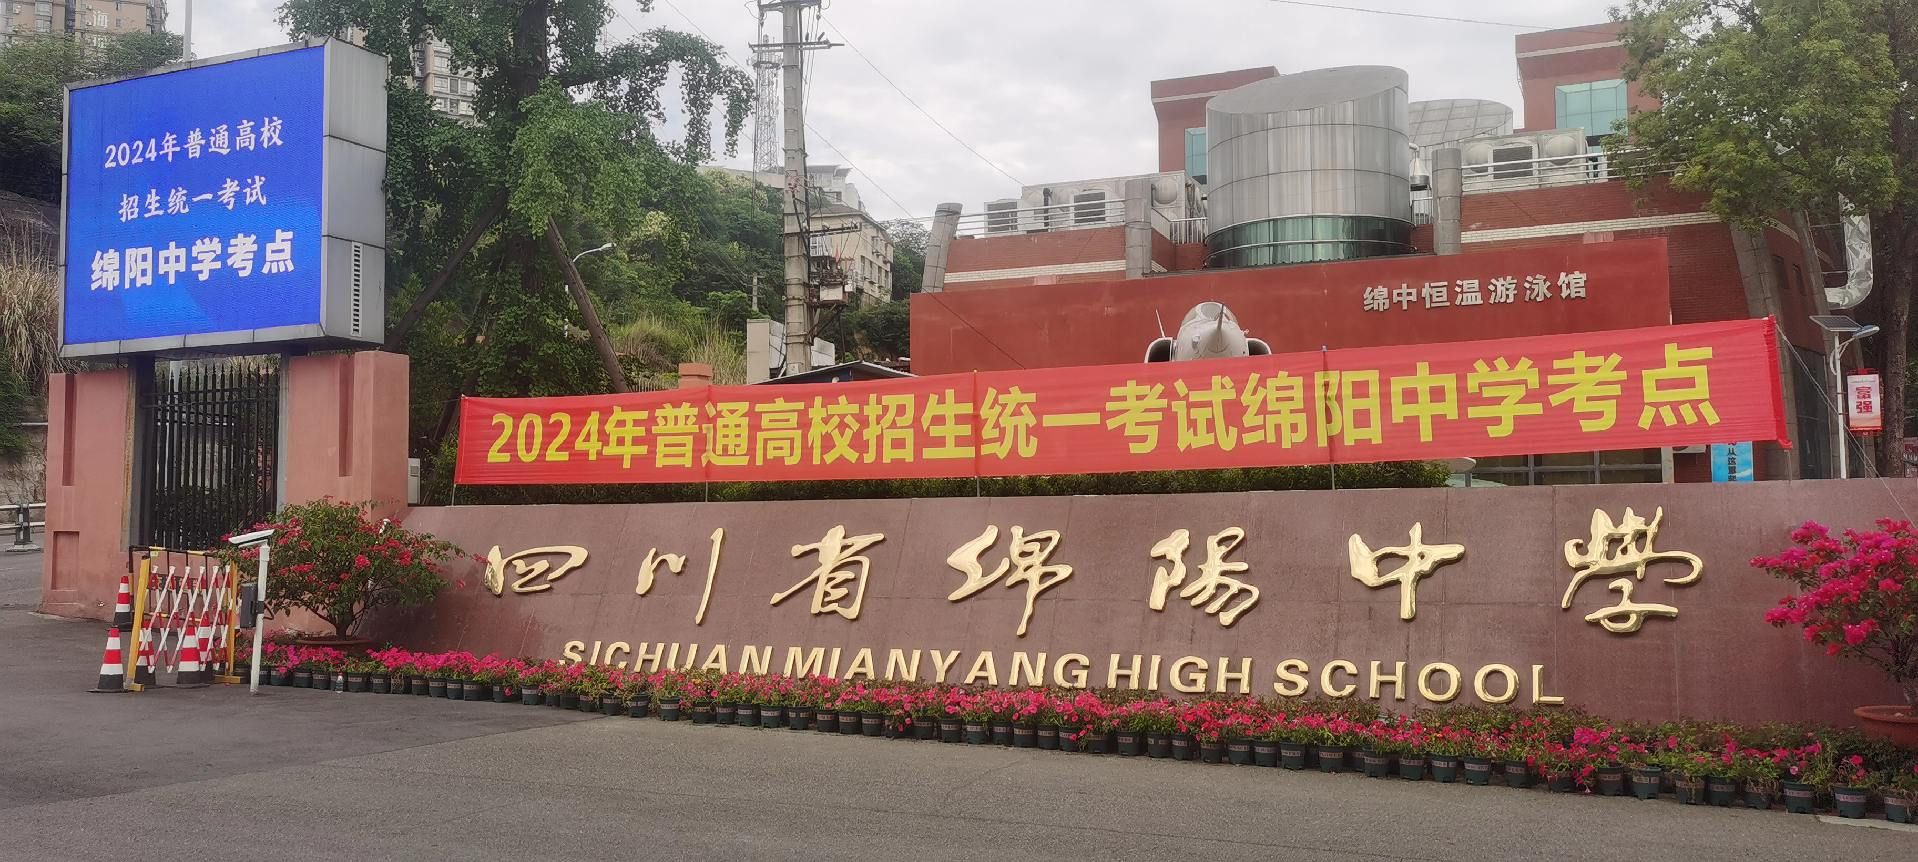 2024年普通高校
招生统一考试
绵阳中学考点
绵中恒温游泳馆
2024年普通高校招生统一考试绵阳中学考点
富强
四川省绵陽中學
SICHUAN MIANYANG HIGH SCHOOL